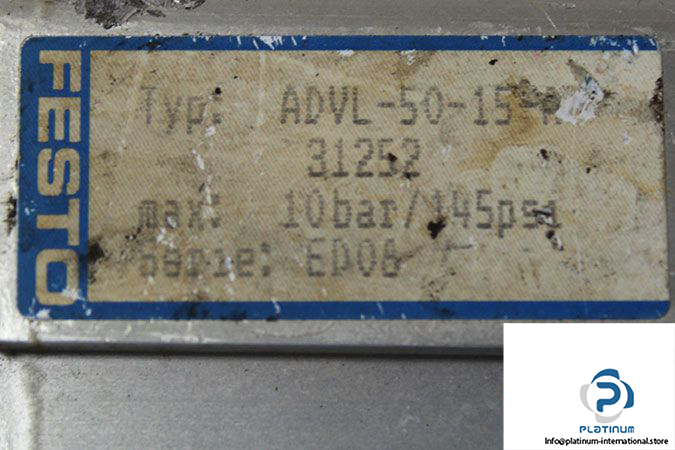 FESTO
Typ: ADVL-50-15-A
31252
max: 10bar/145psi
Serie: ED08
PLATINUM
Info@platinum-international.store